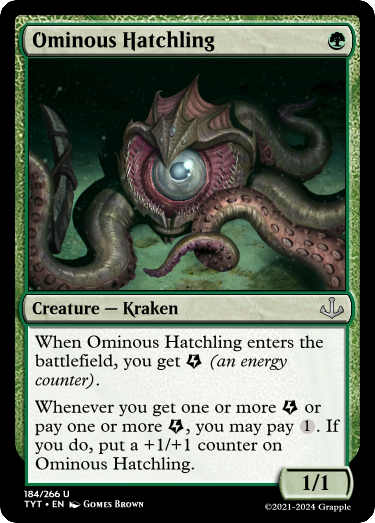 Ominous Hatchling
Creature — Kraken
When Ominous Hatchling enters the
battlefield, you get (an energy
counter).
Whenever you get one or more or
pay one or more , you may pay 1. If
you do, put a +1/+1 counter on
Ominous Hatchling.
1/1
184/266 U
TYT • EN Gomes Brown
©2021-2024 Grapple